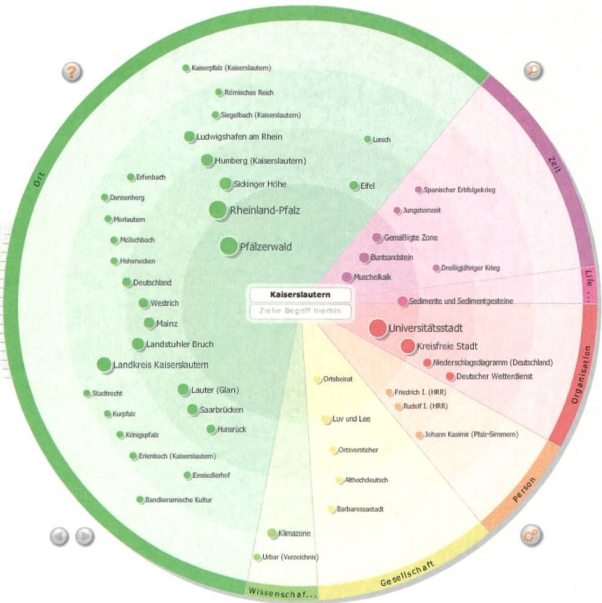 ?
Kaiserpfalz (Kaiserslautern)
Römisches Reich
Siegelbach (Kaiserslautern)
Ludwigshafen am Rhein
Lorsch
Humberg (Kaiserslautern)
Erfenbach
Sickinger Höhe
Eifel
Dansenberg
Rheinland-Pfalz
Morlautern
Mölschbach
Pfälzerwald
Hohenecken
Deutschland
Westrich
Mainz
Landstuhler Bruch
Landkreis Kaiserslautern
Stadtrecht
Lauter (Glan)
Kurpfalz
Saarbrücken
Königspfalz
Hunsrück
Erlenbach (Kaiserslautern)
Einsiedlerhof
Bandkeramische Kultur
Ort
Zeit
Spanischer Erbfolgekrieg
Jungsteinzeit
Gemäßigte Zone
Buntsandstein
Dreißigjähriger Krieg
Muschelkalk
Life ...
Kaiserslautern
Ziehe Begriff hierhin
Sedimente und Sedimentgesteine
Universitätsstadt
Kreisfreie Stadt
Niederschlagsdiagramm (Deutschland)
Deutscher Wetterdienst
Organisation
Friedrich I. (HRR)
Rudolf I. (HRR)
Johann Kasimir (Pfalz-Simmern)
Person
Ortsbeirat
Luv und Lee
Ortsvorsteher
Althochdeutsch
Barbarossastadt
Gesellschaft
Klimazone
Urbar (Verzeichnis)
Wissenschaf...